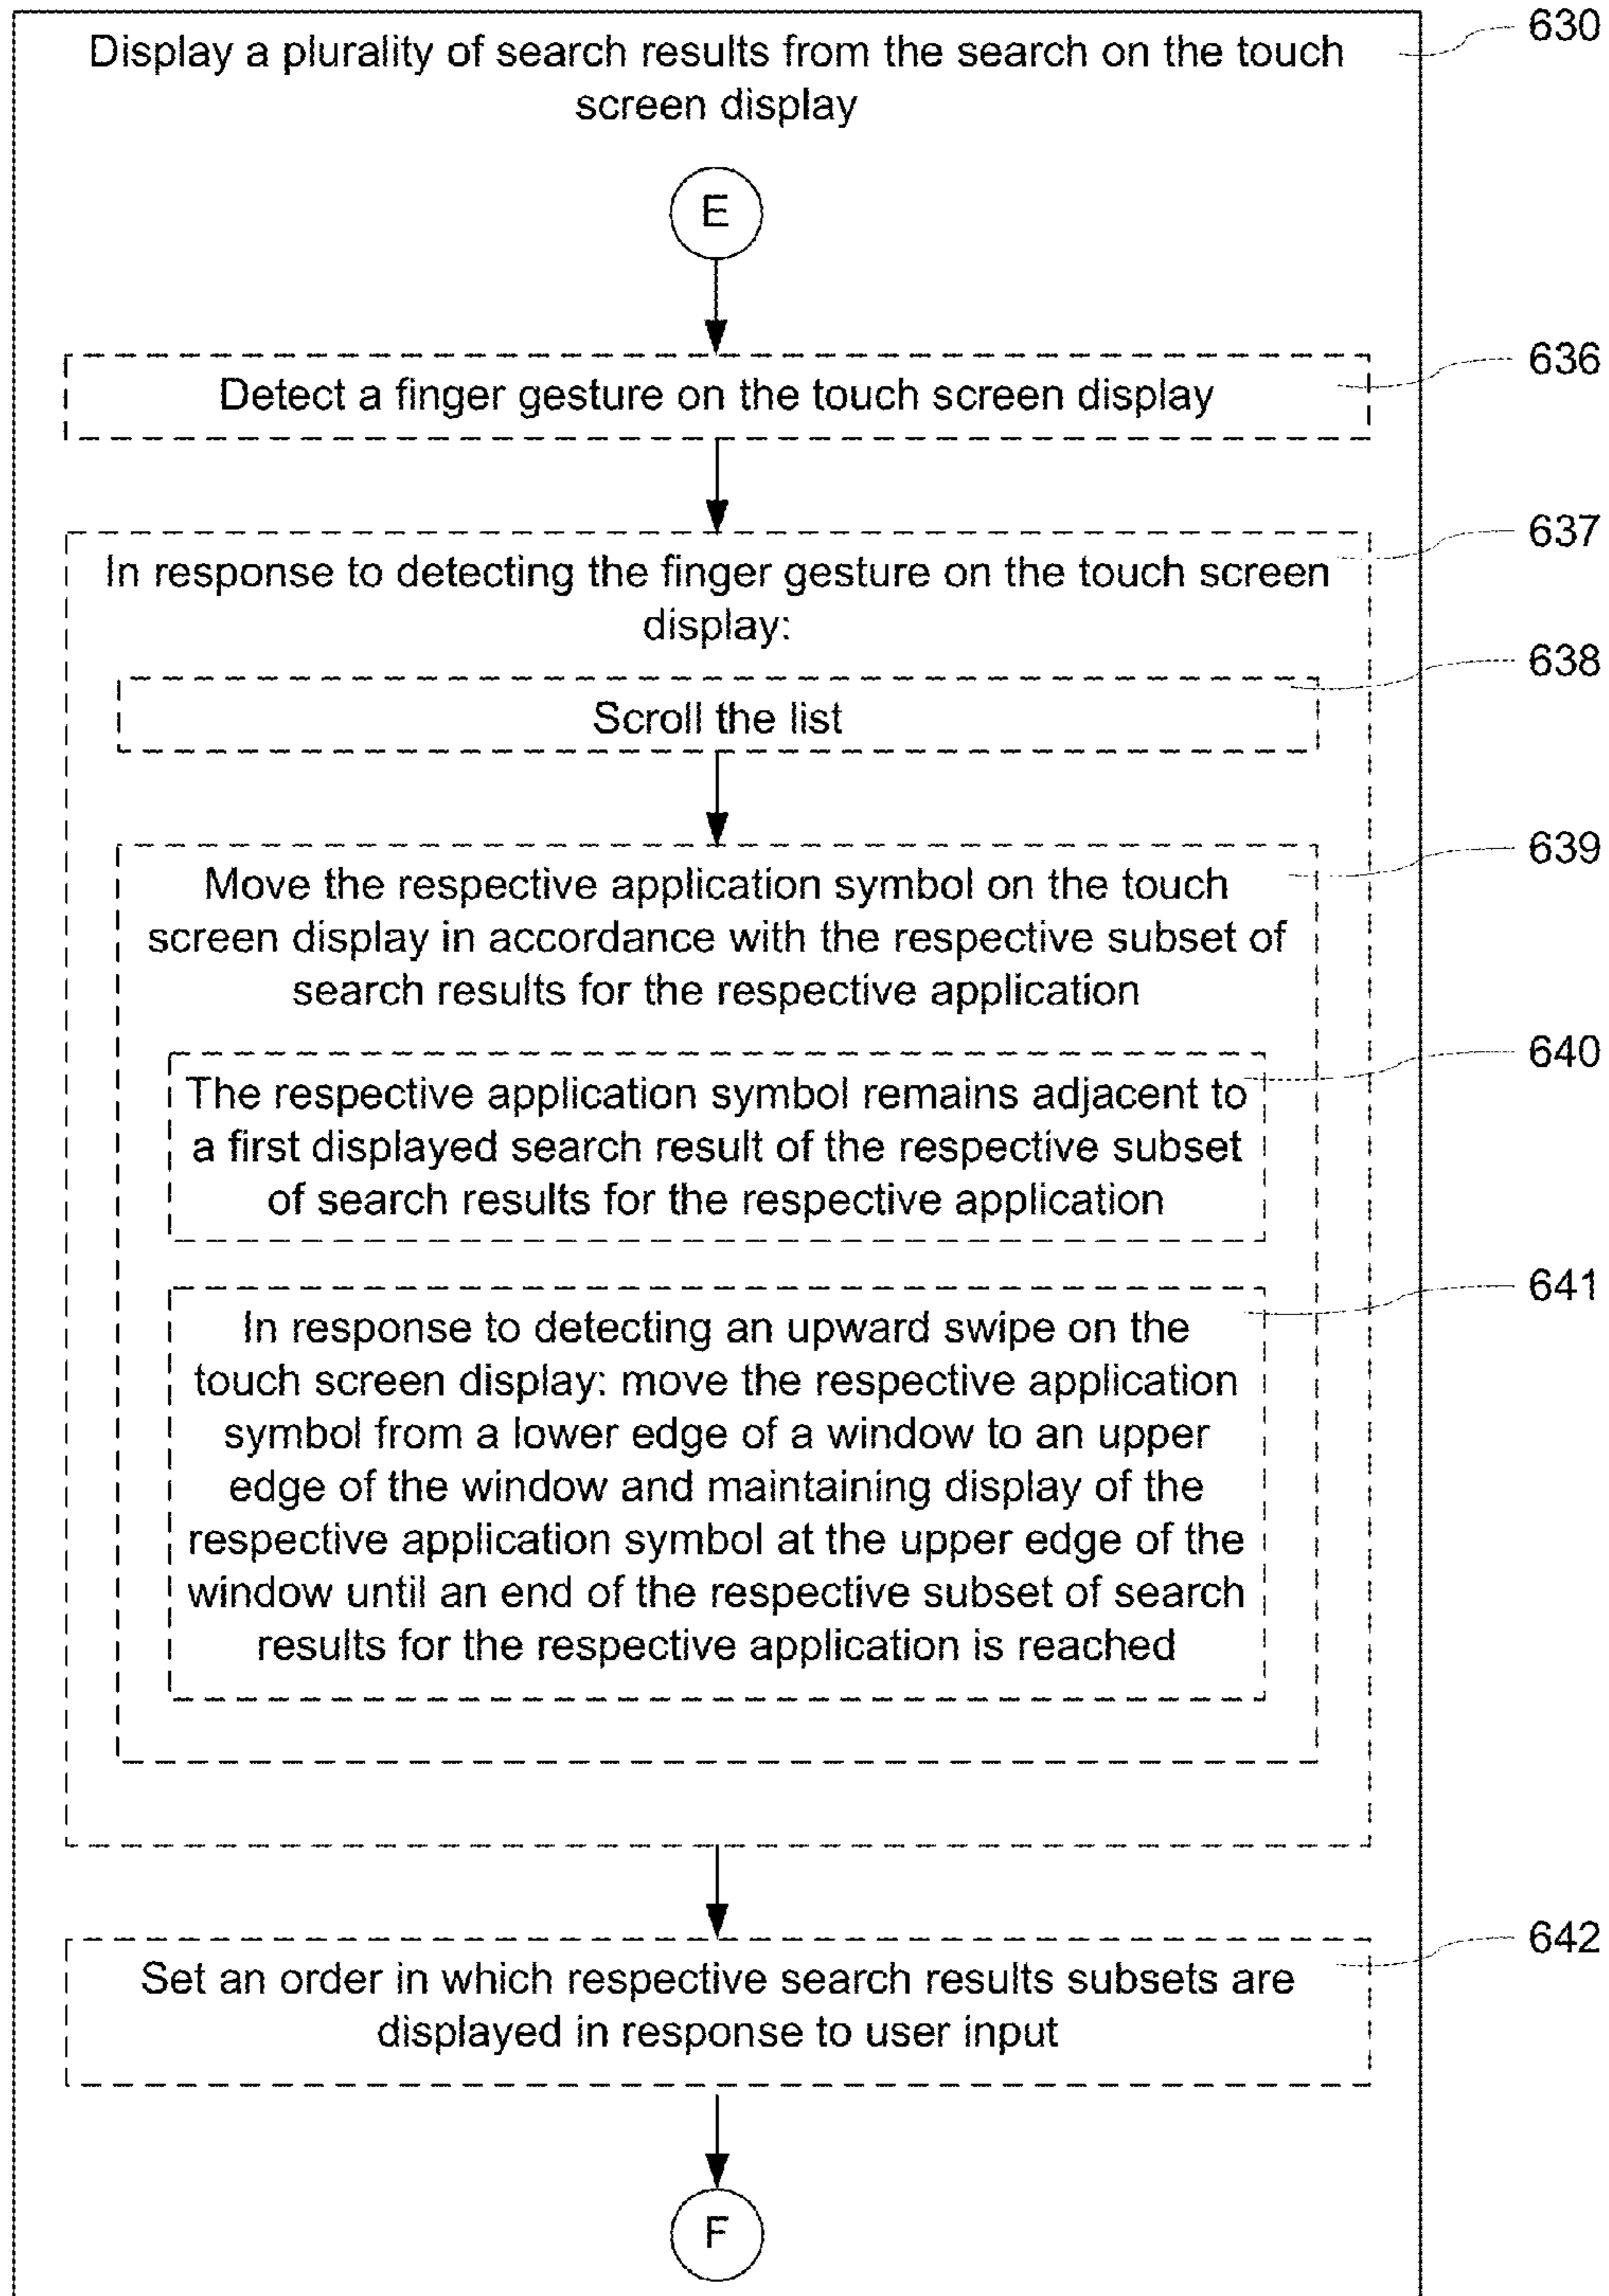 Display a plurality of search results from the search on the touch
screen display
630
E
Detect a finger gesture on the touch screen display
636
In response to detecting the finger gesture on the touch screen
display:
637
Scroll the list
638
Move the respective application symbol on the touch
screen display in accordance with the respective subset of
search results for the respective application
639
The respective application symbol remains adjacent to
a first displayed search result of the respective subset
of search results for the respective application
640
In response to detecting an upward swipe on the
touch screen display: move the respective application
symbol from a lower edge of a window to an upper
edge of the window and maintaining display of the
respective application symbol at the upper edge of the
window until an end of the respective subset of search
results for the respective application is reached
641
Set an order in which respective search results subsets are
displayed in response to user input
642
F